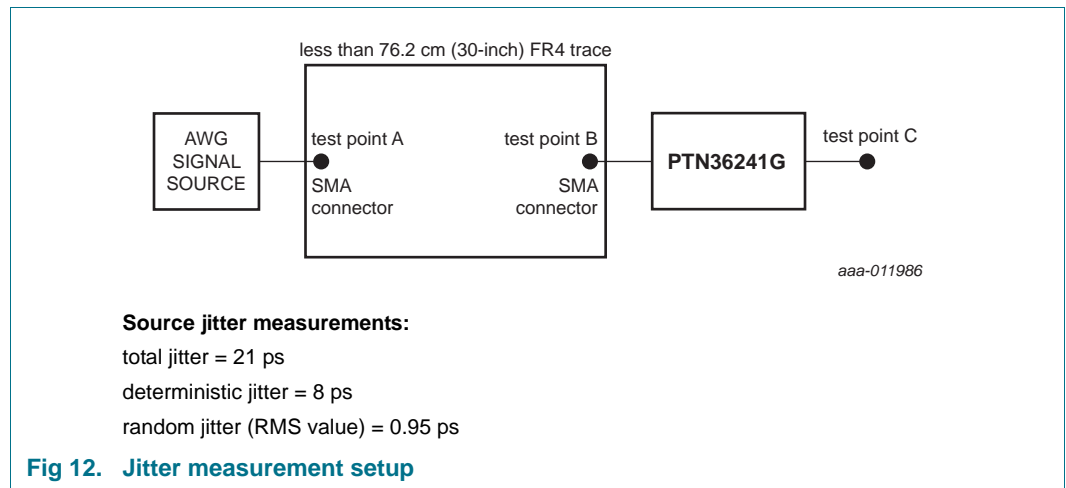 less than 76.2 cm (30-inch) FR4 trace
AWG
SIGNAL
SOURCE
test point A
SMA
connector
test point B
SMA
connector
PTN36241G
test point C
aaa-011986
Source jitter measurements:
total jitter = 21 ps
deterministic jitter = 8 ps
random jitter (RMS value) = 0.95 ps
Fig 12. Jitter measurement setup